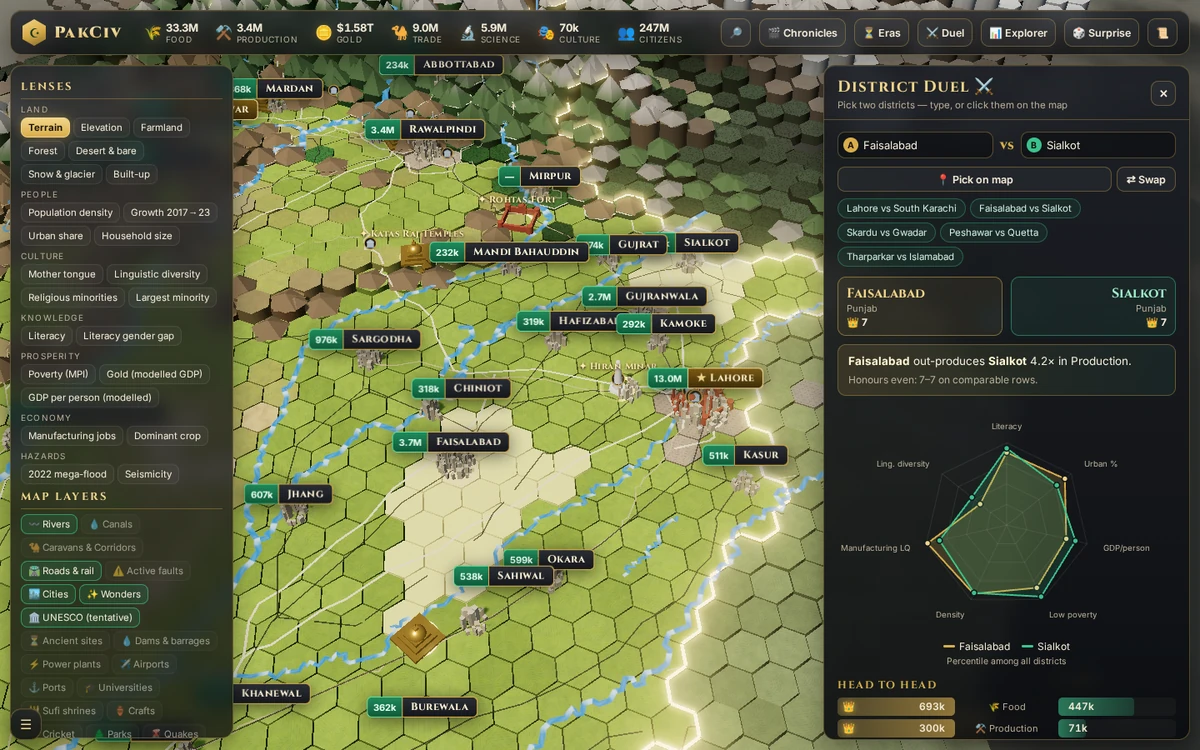 PakCiv
33.3M FOOD
3.4M PRODUCTION
$1.58T GOLD
9.0M TRADE
5.9M SCIENCE
70k CULTURE
247M CITIZENS
Chronicles
Eras
Duel
Explorer
Surprise
LENSES
LAND
Terrain Elevation Farmland
Forest Desert & bare
Snow & glacier Built-up
PEOPLE
Population density Growth 2017→23
Urban share Household size
CULTURE
Mother tongue Linguistic diversity
Religious minorities Largest minority
KNOWLEDGE
Literacy Literacy gender gap
PROSPERITY
Poverty (MPI) Gold (modelled GDP)
GDP per person (modelled)
ECONOMY
Manufacturing jobs Dominant crop
HAZARDS
2022 mega-flood Seismicity
MAP LAYERS
Rivers Canals
Caravans & Corridors
Roads & rail Active faults
Cities Wonders
UNESCO (tentative)
Ancient sites Dams & barrages
Power plants Airports
Ports Universities
Sufi shrines Crafts
Cricket Parks Quakes
234k ABBOTTABAD
68k MARDAN
3.4M RAWALPINDI
— MIRPUR
✦ ROHTAS FORT
✦ KATAS RAJ TEMPLES
232k MANDI BAHAUDDIN
74k GUJRAT
SIALKOT
2.7M GUJRANWALA
319k
292k KAMOKE
976k SARGODHA
✦ HIRAN MINAR
13.0M ★ LAHORE
318k CHINIOT
3.7M FAISALABAD
511k KASUR
607k JHANG
599k OKARA
538k SAHIWAL
KHANEWAL
362k BUREWALA
DISTRICT DUEL ⚔️
Pick two districts — type, or click them on the map
×
A Faisalabad VS B Sialkot
Pick on map ⇄ Swap
Lahore vs South Karachi Faisalabad vs Sialkot
Skardu vs Gwadar Peshawar vs Quetta
Tharparkar vs Islamabad
FAISALABAD
Punjab
7
SIALKOT
Punjab
7
Faisalabad out-produces Sialkot 4.2× in Production.
Honours even: 7–7 on comparable rows.
Literacy
Ling. diversity Urban %
Manufacturing LQ GDP/person
Density Low poverty
Faisalabad Sialkot
Percentile among all districts
HEAD TO HEAD
693k Food 447k
300k Production 71k